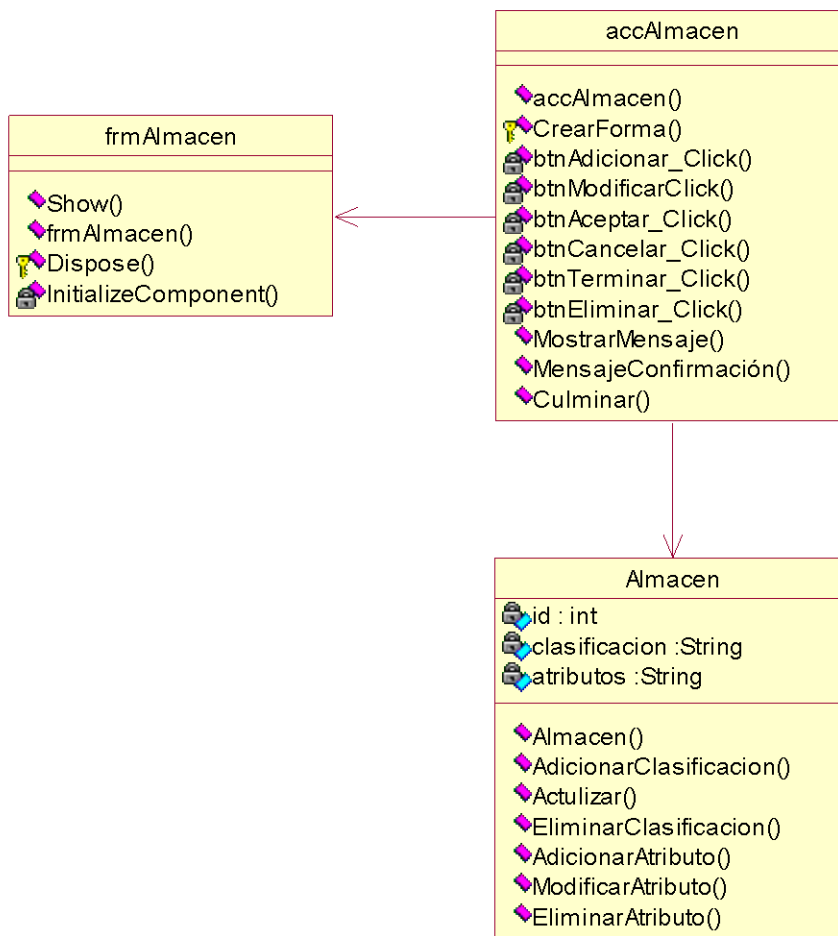 accAlmacen
accAlmacen()
CrearForma()
btnAdicionar_Click()
btnModificarClick()
btnAceptar_Click()
btnCancelar_Click()
btnTerminar_Click()
btnEliminar_Click()
MostrarMensaje()
MensajeConfirmación()
Culminar()
frmAlmacen
Show()
frmAlmacen()
Dispose()
InitializeComponent()
Almacen
id : int
clasificacion :String
atributos :String
Almacen()
AdicionarClasificacion()
Actulizar()
EliminarClasificacion()
AdicionarAtributo()
ModificarAtributo()
EliminarAtributo()